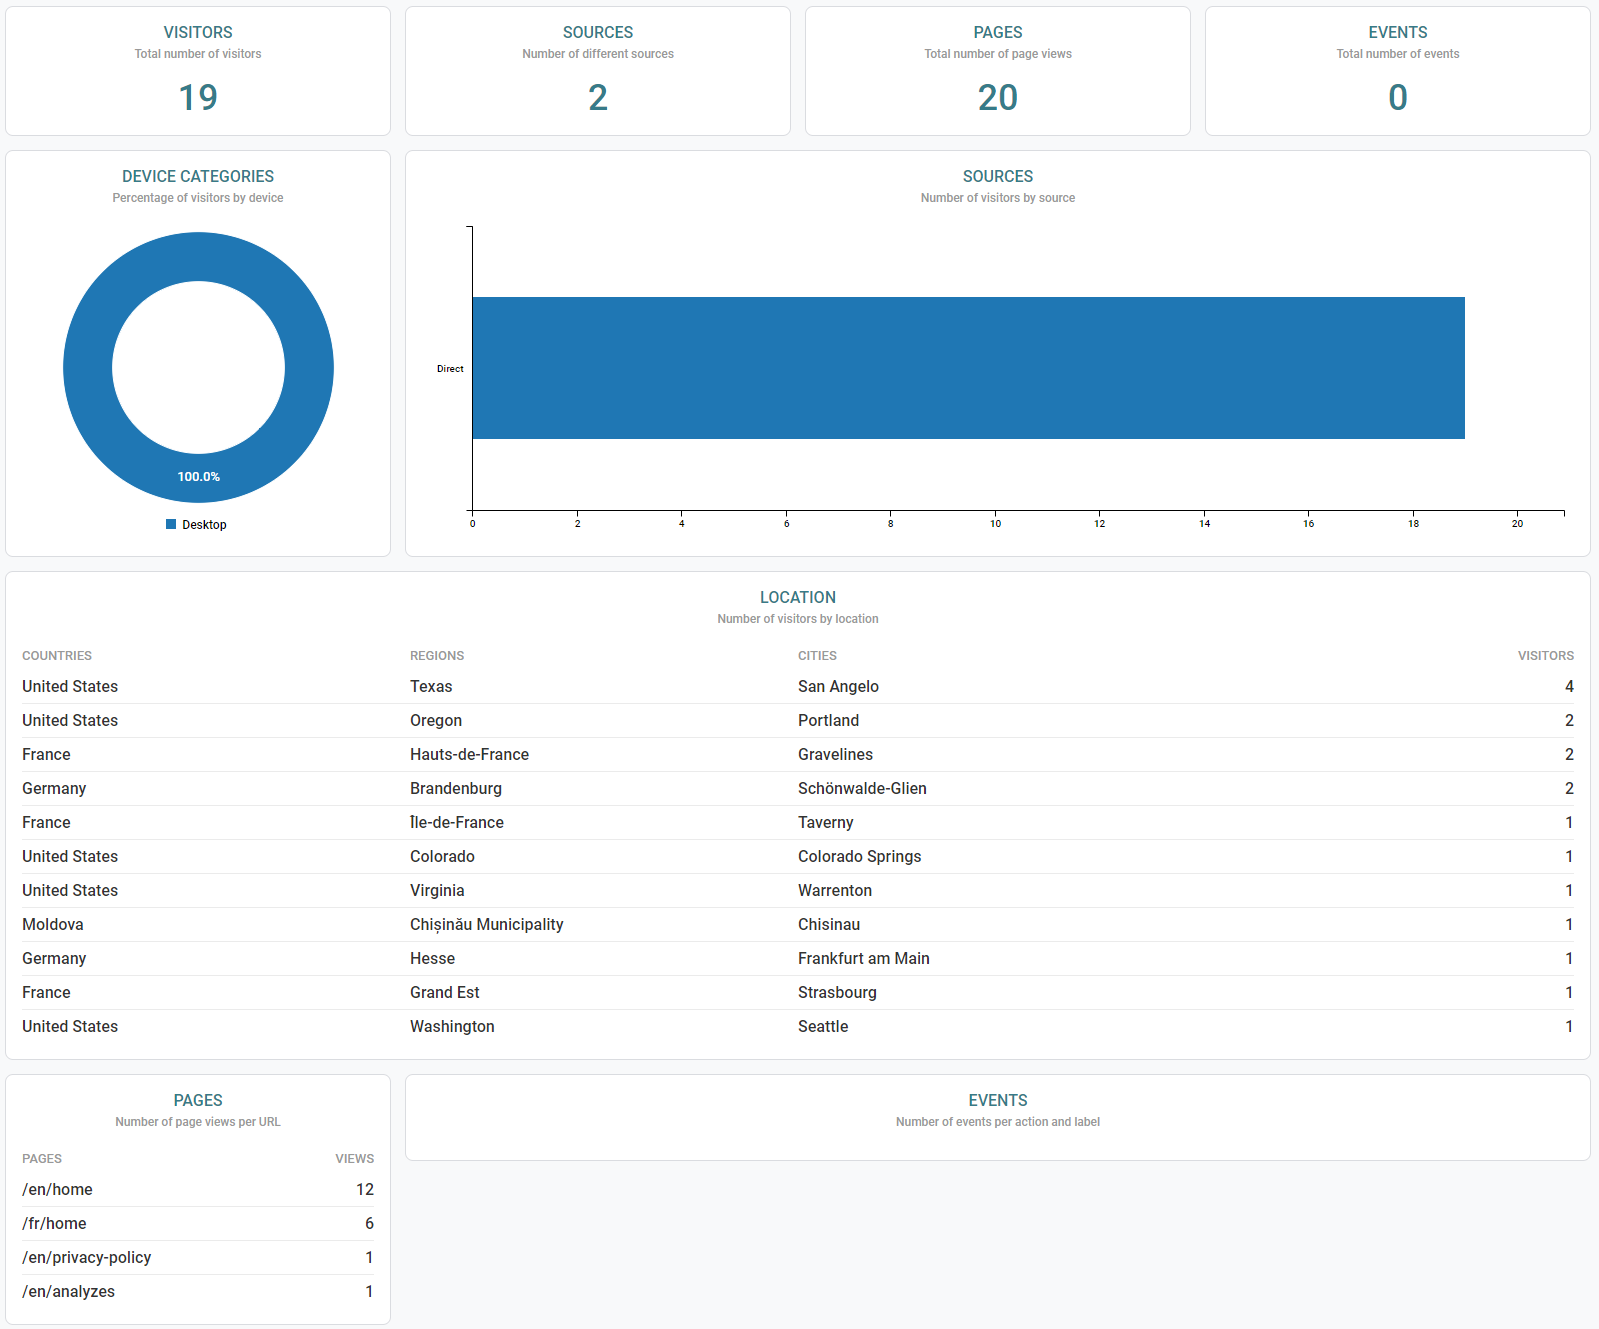 VISITORS
Total number of visitors
19
SOURCES
Number of different sources
2
PAGES
Total number of page views
20
EVENTS
Total number of events
0
DEVICE CATEGORIES
Percentage of visitors by device
100.0%
Desktop
SOURCES
Number of visitors by source
Direct
0 2 4 6 8 10 12 14 16 18 20
LOCATION
Number of visitors by location
COUNTRIES REGIONS CITIES VISITORS
United States Texas San Angelo 4
United States Oregon Portland 2
France Hauts-de-France Gravelines 2
Germany Brandenburg Schönwalde-Glien 2
France Île-de-France Taverny 1
United States Colorado Colorado Springs 1
United States Virginia Warrenton 1
Moldova Chișinău Municipality Chisinau 1
Germany Hesse Frankfurt am Main 1
France Grand Est Strasbourg 1
United States Washington Seattle 1
PAGES
Number of page views per URL
PAGES VIEWS
/en/home 12
/fr/home 6
/en/privacy-policy 1
/en/analyzes 1
EVENTS
Number of events per action and label